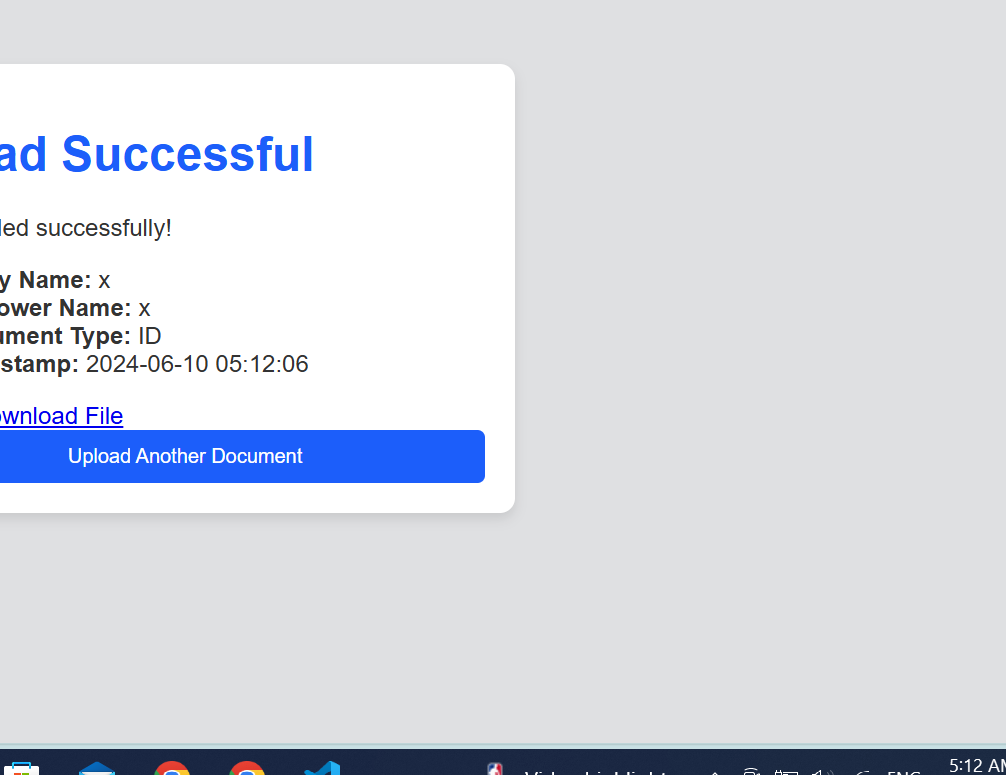 ad Successful
ded successfully!
y Name: x
ower Name: x
ument Type: ID
stamp: 2024-06-10 05:12:06
ownload File
Upload Another Document
5:12 AM